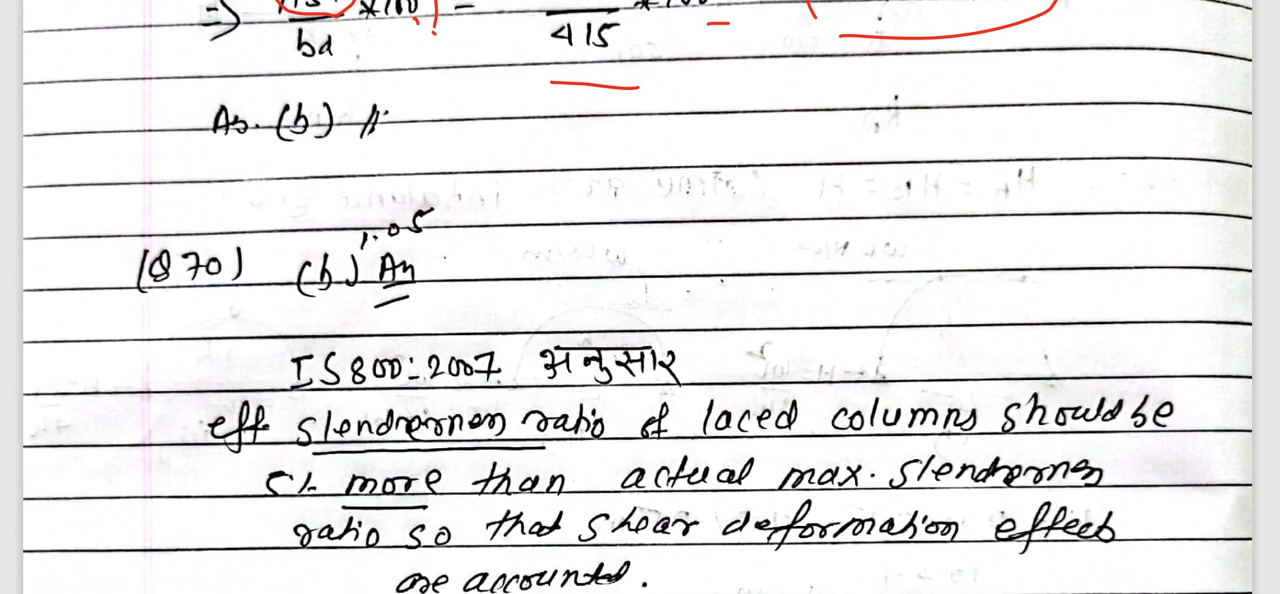 => bd 415
As. (b) //.
1.05
(Q 70) (b) An
IS 800:2007 अनुसार
eff slenderness ratio of laced columns should be
5% more than actual max. slenderness
ratio so that shear deformation effects
are accounted.